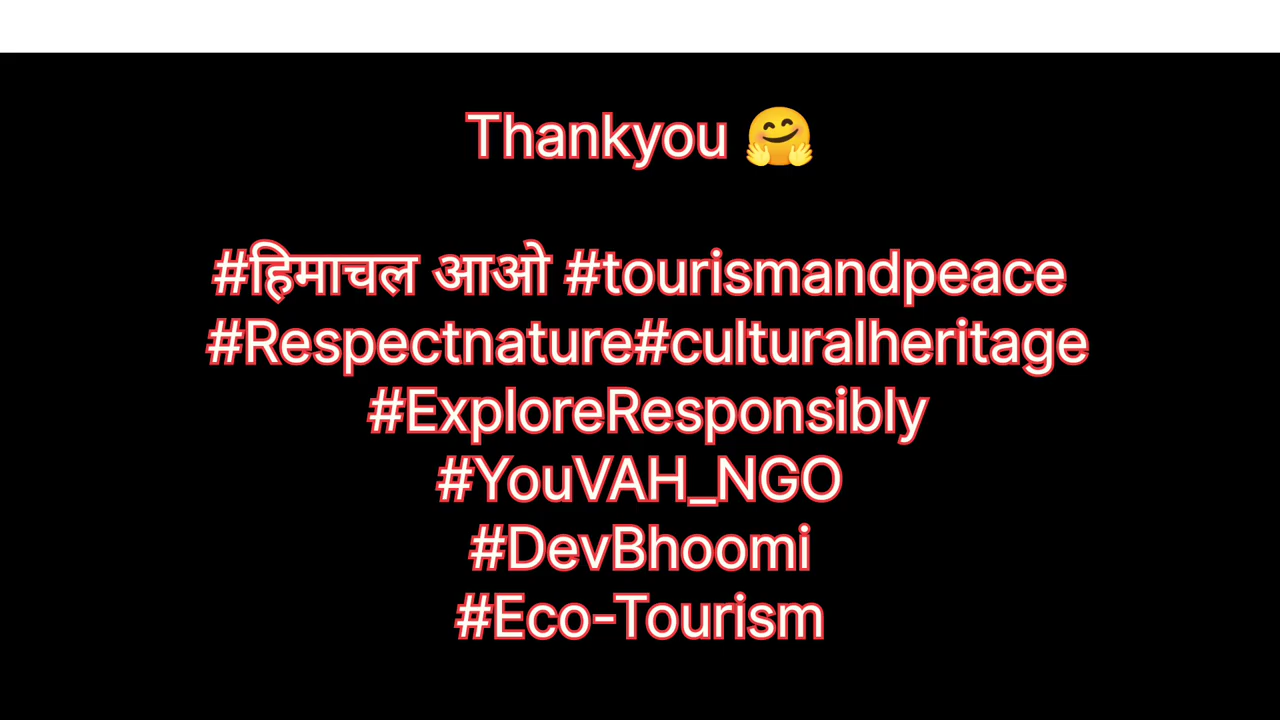 Thankyou 🤗
#हिमाचल आओ #tourismandpeace
#Respectnature#culturalheritage
#ExploreResponsibly
#YouVAH_NGO
#DevBhoomi
#Eco-Tourism